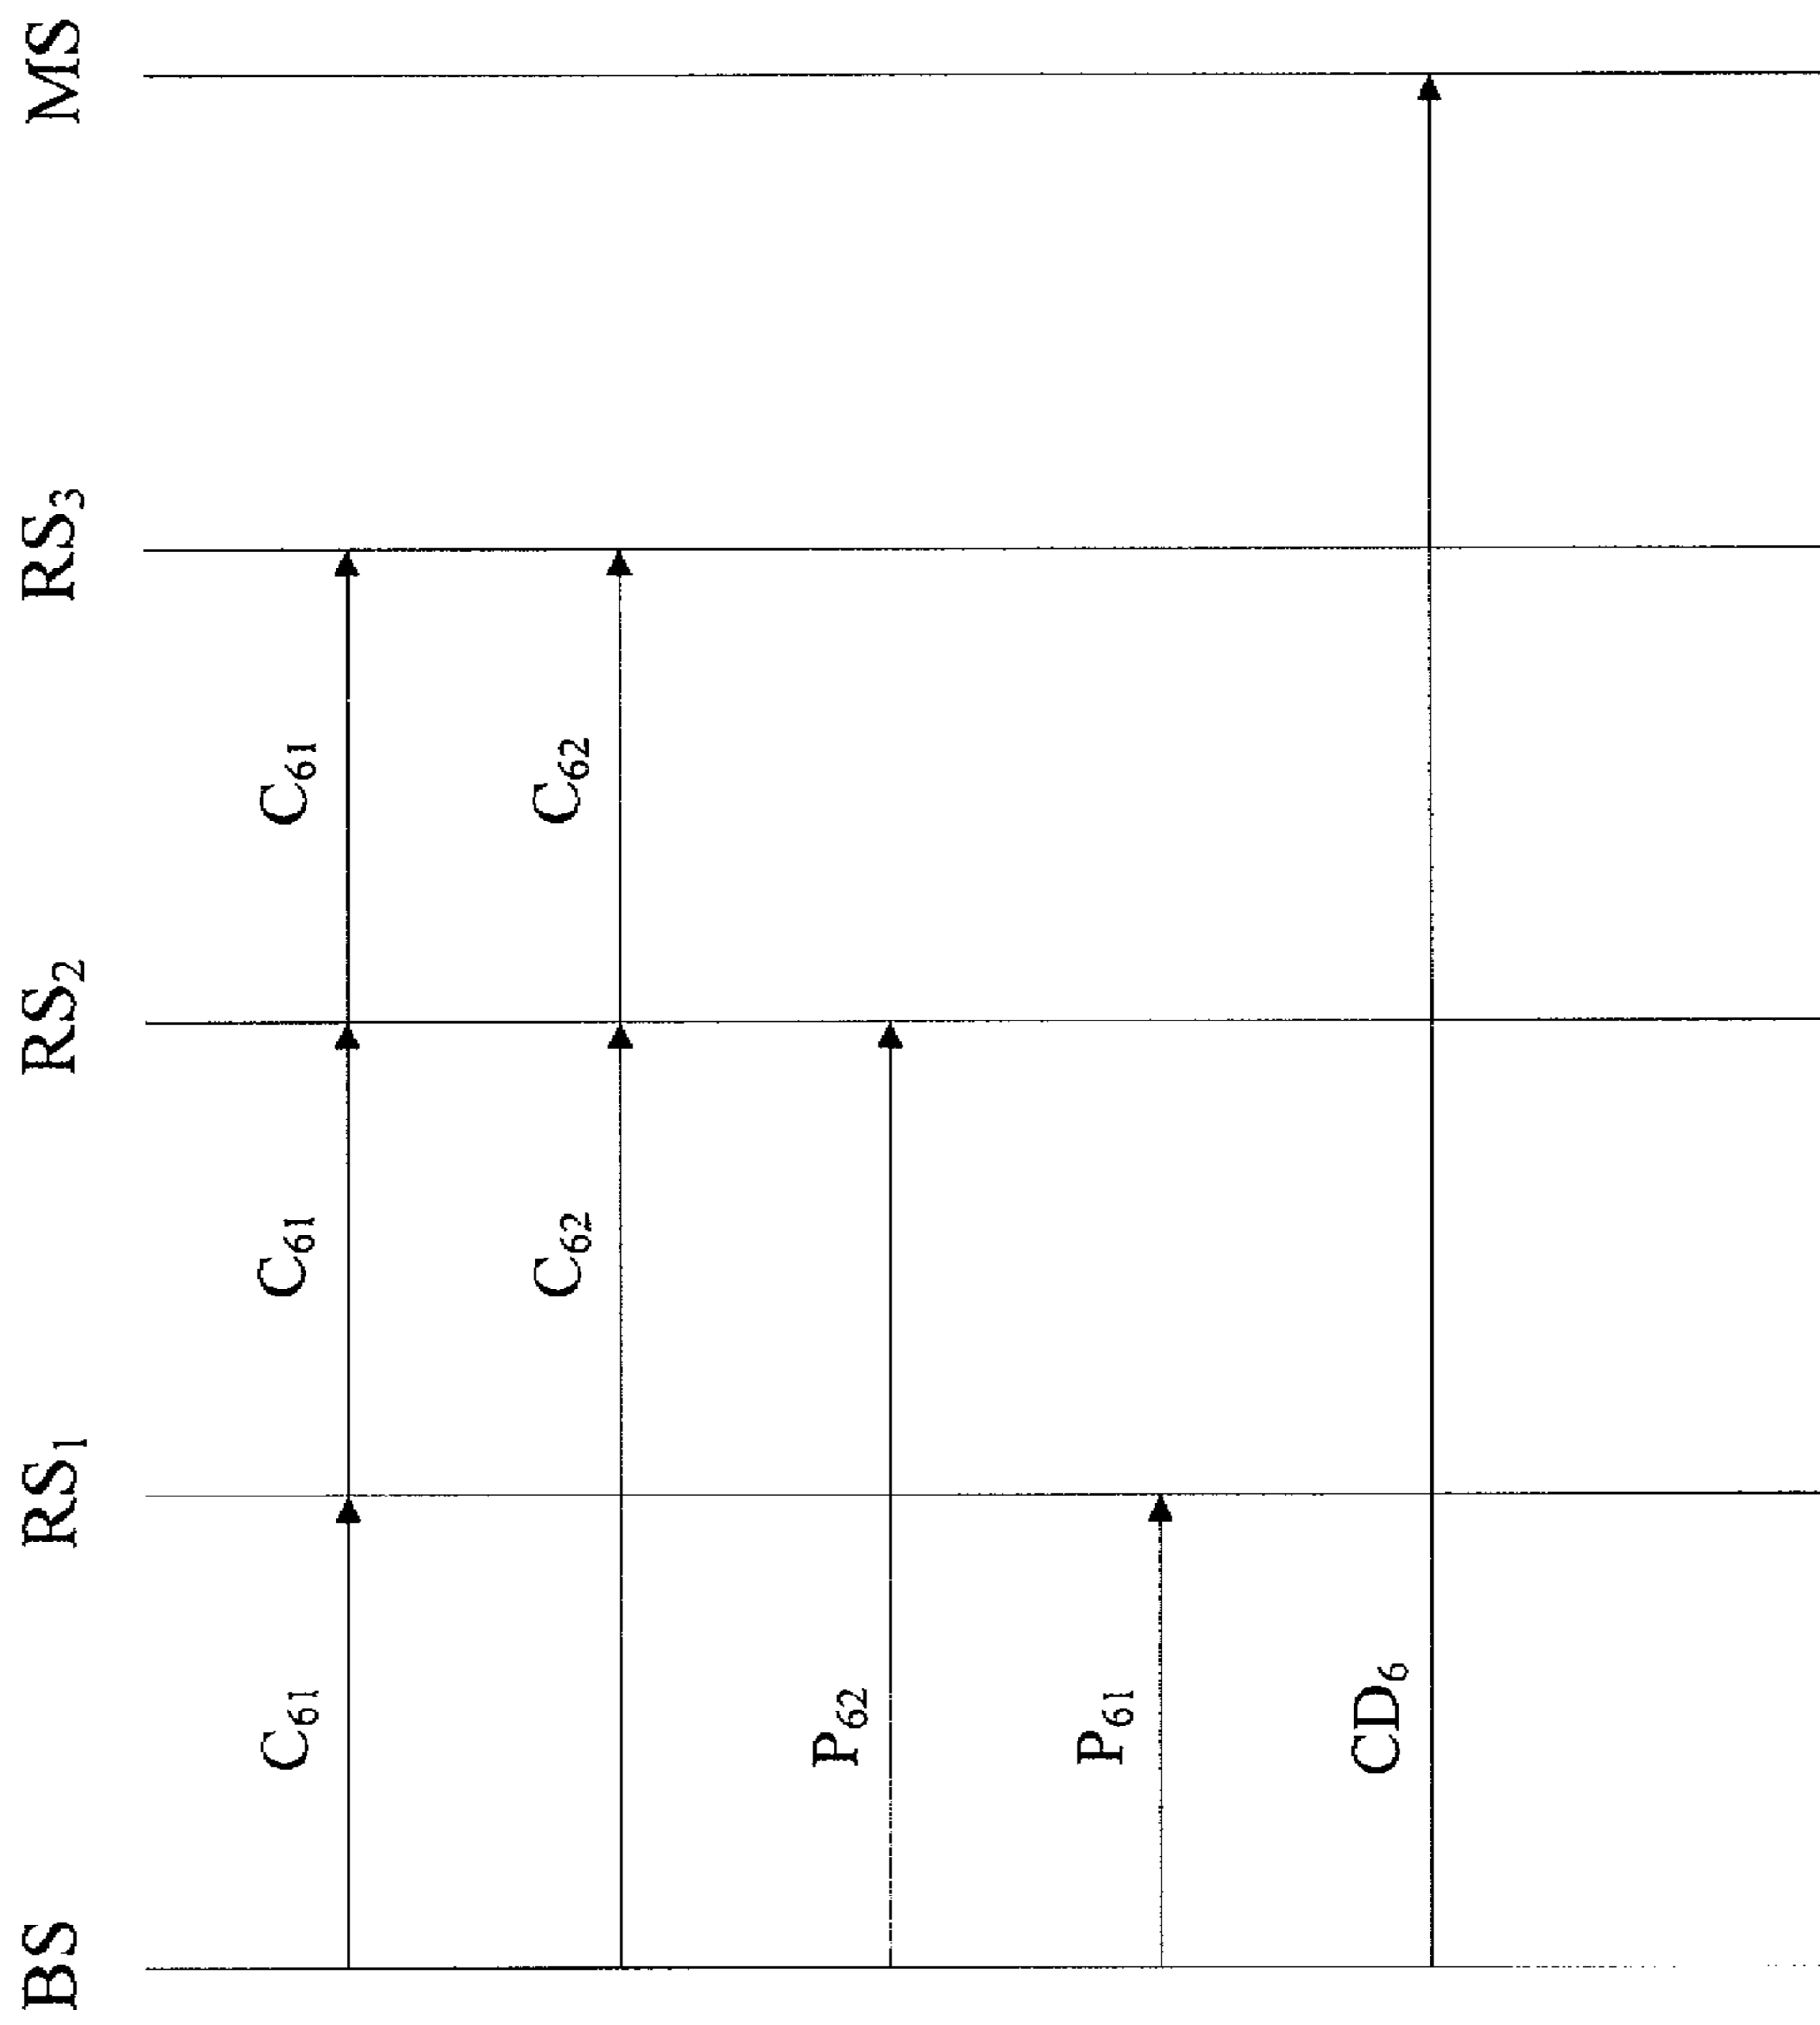 BS RS₁ RS₂ RS₃ MS
C₆₁ C₆₁ C₆₁
C₆₂ C₆₂
P₆₂
P₆₁
CD₆